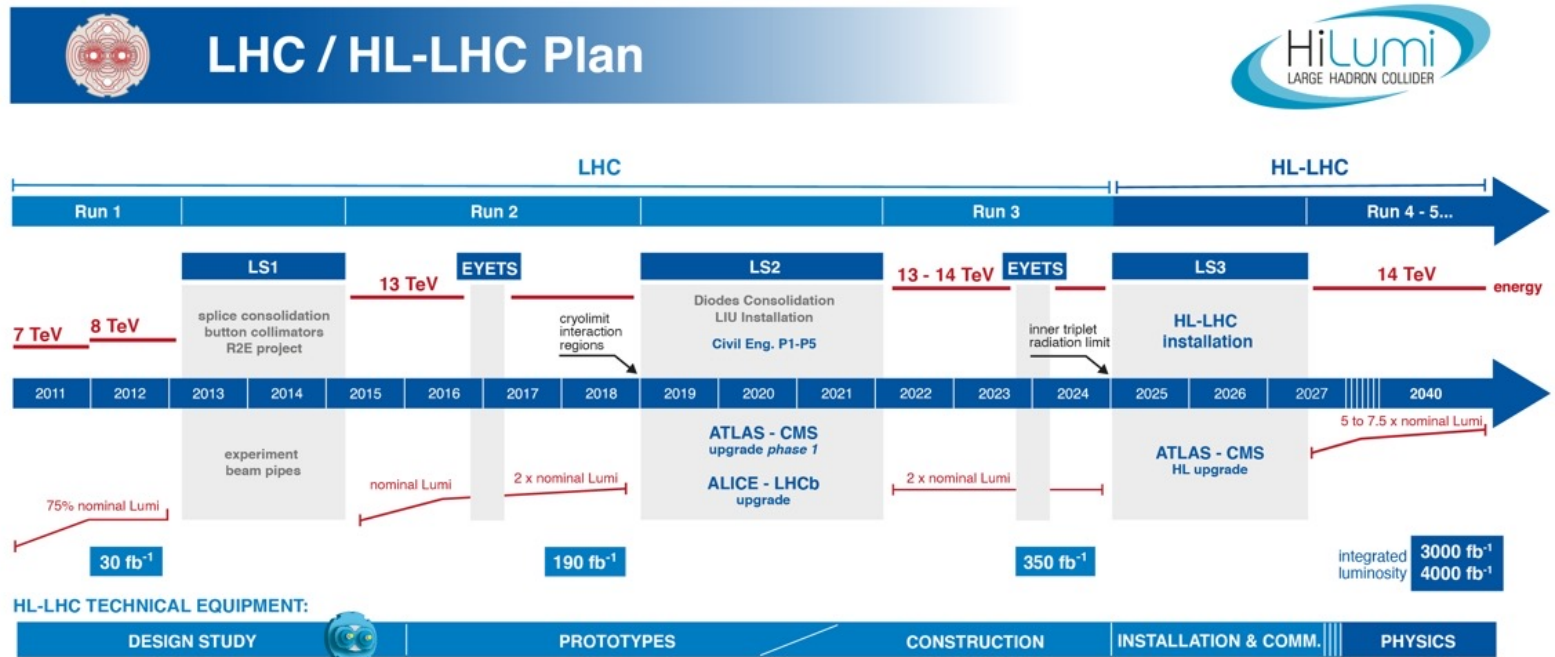 LHC / HL-LHC Plan
HiLumi
LARGE HADRON COLLIDER
LHC
HL-LHC
Run 1
Run 2
Run 3
Run 4 - 5...
LS1
EYETS
LS2
EYETS
LS3
13 TeV
13 - 14 TeV
14 TeV
energy
7 TeV
8 TeV
splice consolidation
button collimators
R2E project
cryolimit
interaction
regions
Diodes Consolidation
LIU Installation
Civil Eng. P1-P5
inner triplet
radiation limit
HL-LHC
installation
2011
2012
2013
2014
2015
2016
2017
2018
2019
2020
2021
2022
2023
2024
2025
2026
2027
2040
5 to 7.5 x nominal Lumi
experiment
beam pipes
ATLAS - CMS
upgrade phase 1
ALICE - LHCb
upgrade
ATLAS - CMS
HL upgrade
75% nominal Lumi
nominal Lumi
2 x nominal Lumi
2 x nominal Lumi
30 fb⁻¹
190 fb⁻¹
350 fb⁻¹
integrated
luminosity
3000 fb⁻¹
4000 fb⁻¹
HL-LHC TECHNICAL EQUIPMENT:
DESIGN STUDY
PROTOTYPES
CONSTRUCTION
INSTALLATION & COMM.
PHYSICS